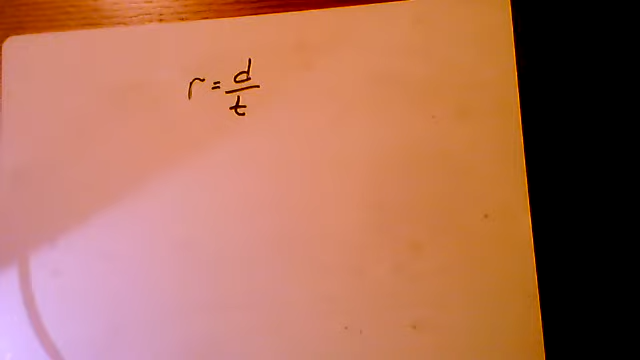 r = d/t